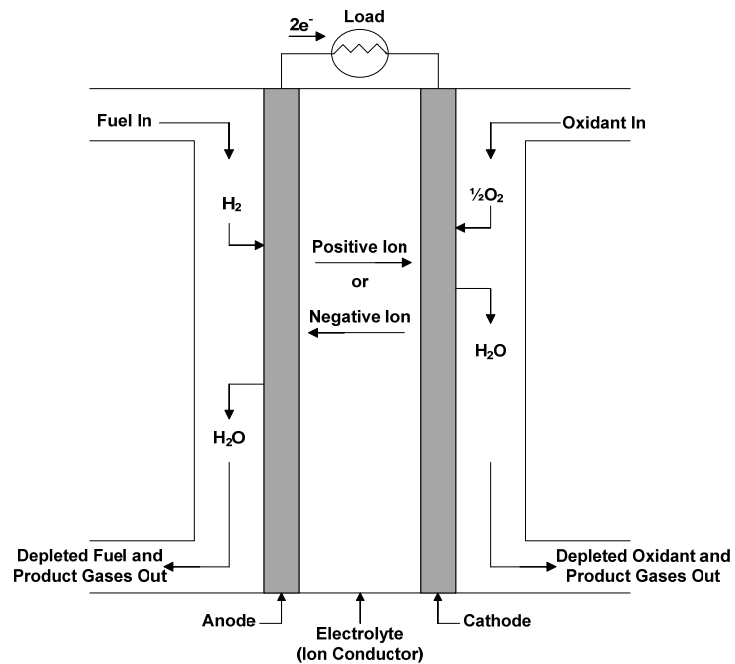 Load
2e-
Fuel In
Oxidant In
H₂
½O₂
Positive Ion
or
Negative Ion
H₂O
H₂O
Depleted Fuel and
Product Gases Out
Depleted Oxidant and
Product Gases Out
Anode
Cathode
Electrolyte
(Ion Conductor)